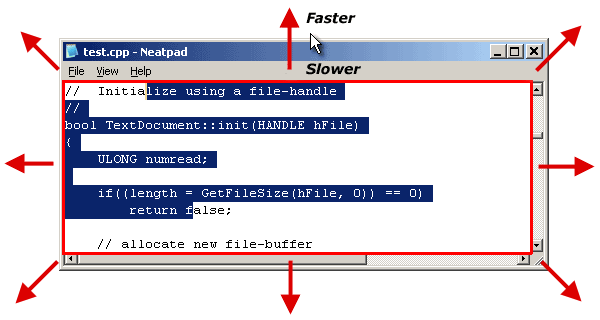 Faster
test.cpp - Neatpad
Slower
File View Help
//  Initialize using a file-handle
//
bool TextDocument::init(HANDLE hFile)
{
    ULONG numread;
    if((length = GetFileSize(hFile, 0)) == 0)
        return false;
    // allocate new file-buffer